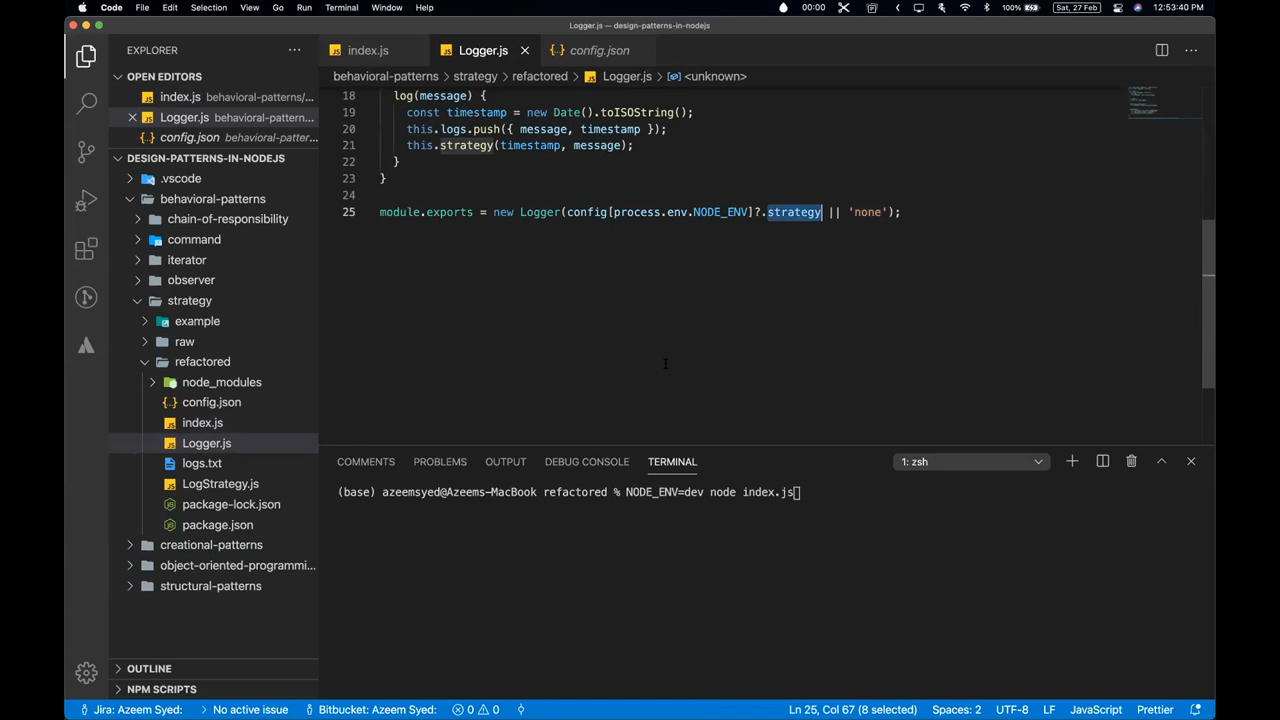 Code File Edit Selection View Go Run Terminal Window Help 00:00 100% Sat, 27 Feb 12:53:40 PM
Logger.js — design-patterns-in-nodejs
EXPLORER
index.js
Logger.js
config.json
OPEN EDITORS
behavioral-patterns > strategy > refactored > Logger.js > <unknown>
index.js behavioral-patterns/...
Logger.js behavioral-pattern...
config.json behavioral-patter...
DESIGN-PATTERNS-IN-NODEJS
.vscode
behavioral-patterns
chain-of-responsibility
command
iterator
observer
strategy
example
raw
refactored
node_modules
config.json
index.js
Logger.js
logs.txt
LogStrategy.js
package-lock.json
package.json
creational-patterns
object-oriented-programmi...
structural-patterns
OUTLINE
NPM SCRIPTS
18 log(message) {
19 const timestamp = new Date().toISOString();
20 this.logs.push({ message, timestamp });
21 this.strategy(timestamp, message);
22 }
23 }
24
25 module.exports = new Logger(config[process.env.NODE_ENV]?.strategy || 'none');
COMMENTS PROBLEMS OUTPUT DEBUG CONSOLE TERMINAL 1: zsh
(base) azeemsyed@Azeems-MacBook refactored % NODE_ENV=dev node index.js
Jira: Azeem Syed: No active issue Bitbucket: Azeem Syed: 0 0 Ln 25, Col 67 (8 selected) Spaces: 2 UTF-8 LF JavaScript Prettier